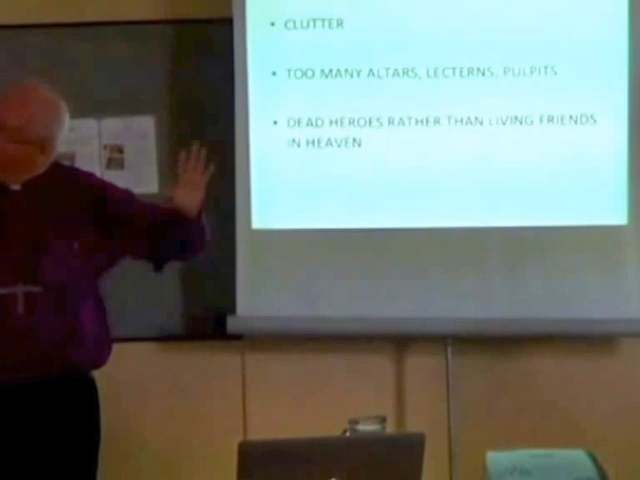 • CLUTTER
• TOO MANY ALTARS, LECTERNS, PULPITS
• DEAD HEROES RATHER THAN LIVING FRIENDS
IN HEAVEN